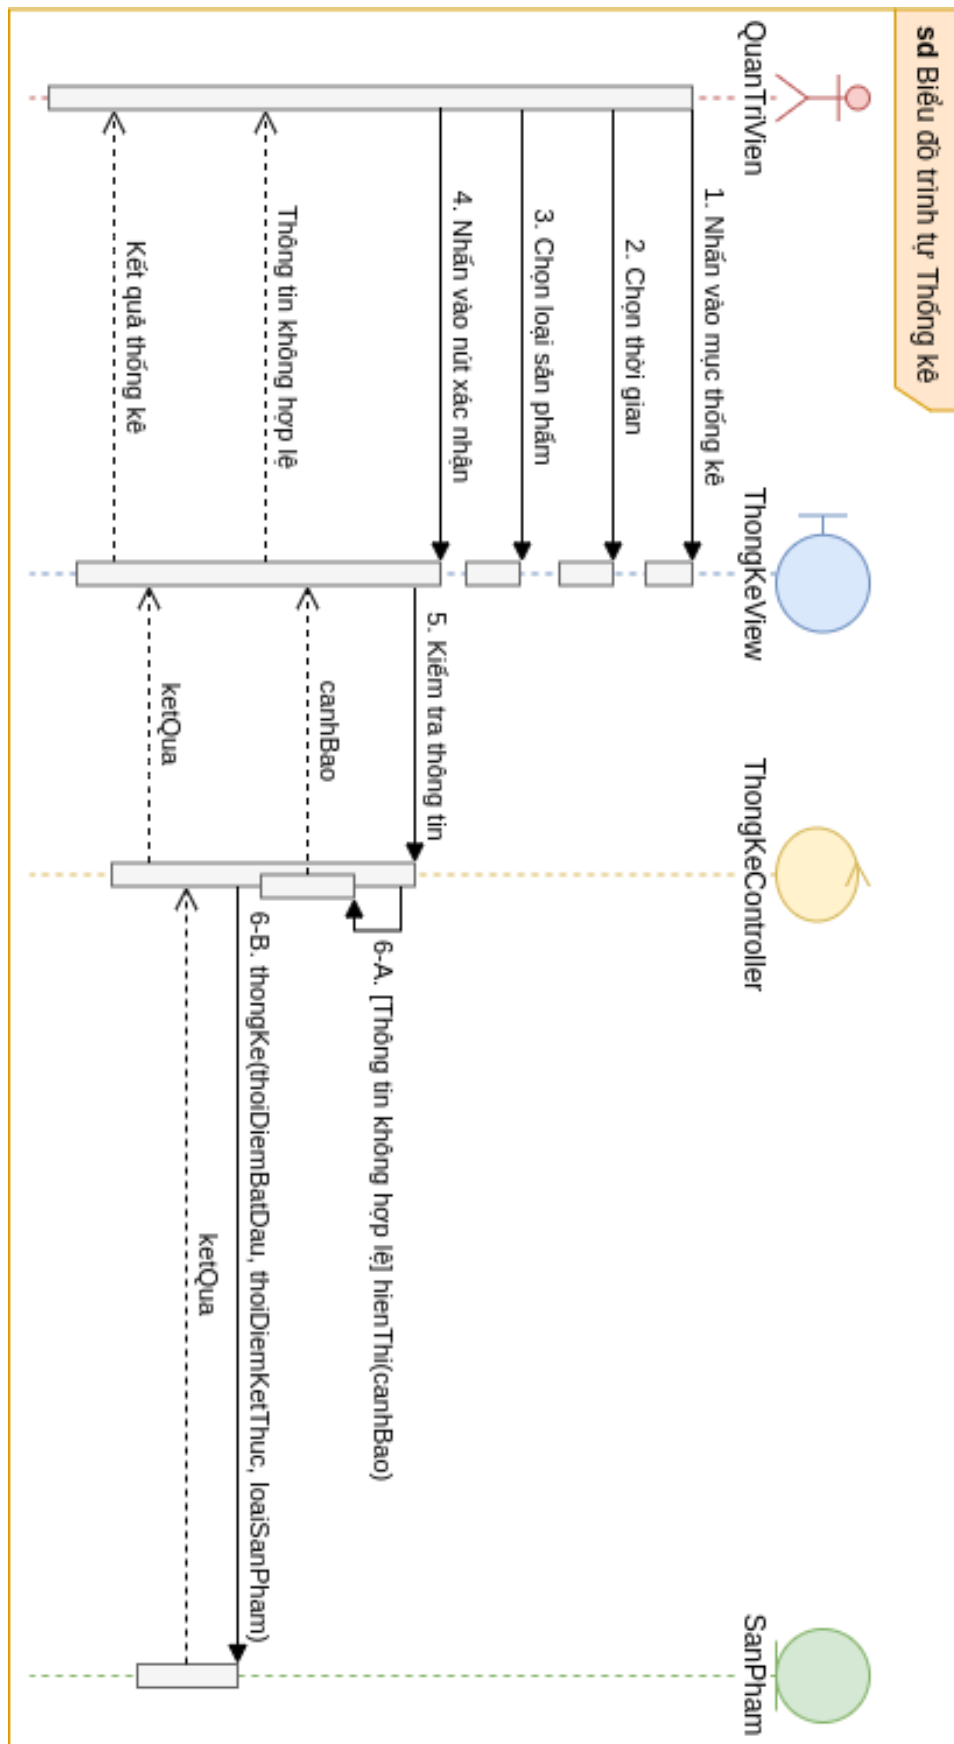 sd Biểu đồ trình tự Thống kê
QuanTriVien
ThongKeView
ThongKeController
SanPham
1. Nhấn vào mục thống kê
2. Chọn thời gian
3. Chọn loại sản phẩm
4. Nhấn vào nút xác nhận
5. Kiểm tra thông tin
6-A. [Thông tin không hợp lệ] hienThi(canhBao)
canhBao
Thông tin không hợp lệ
6-B. thongKe(thoiDiemBatDau, thoiDiemKetThuc, loaiSanPham)
ketQua
ketQua
Kết quả thống kê